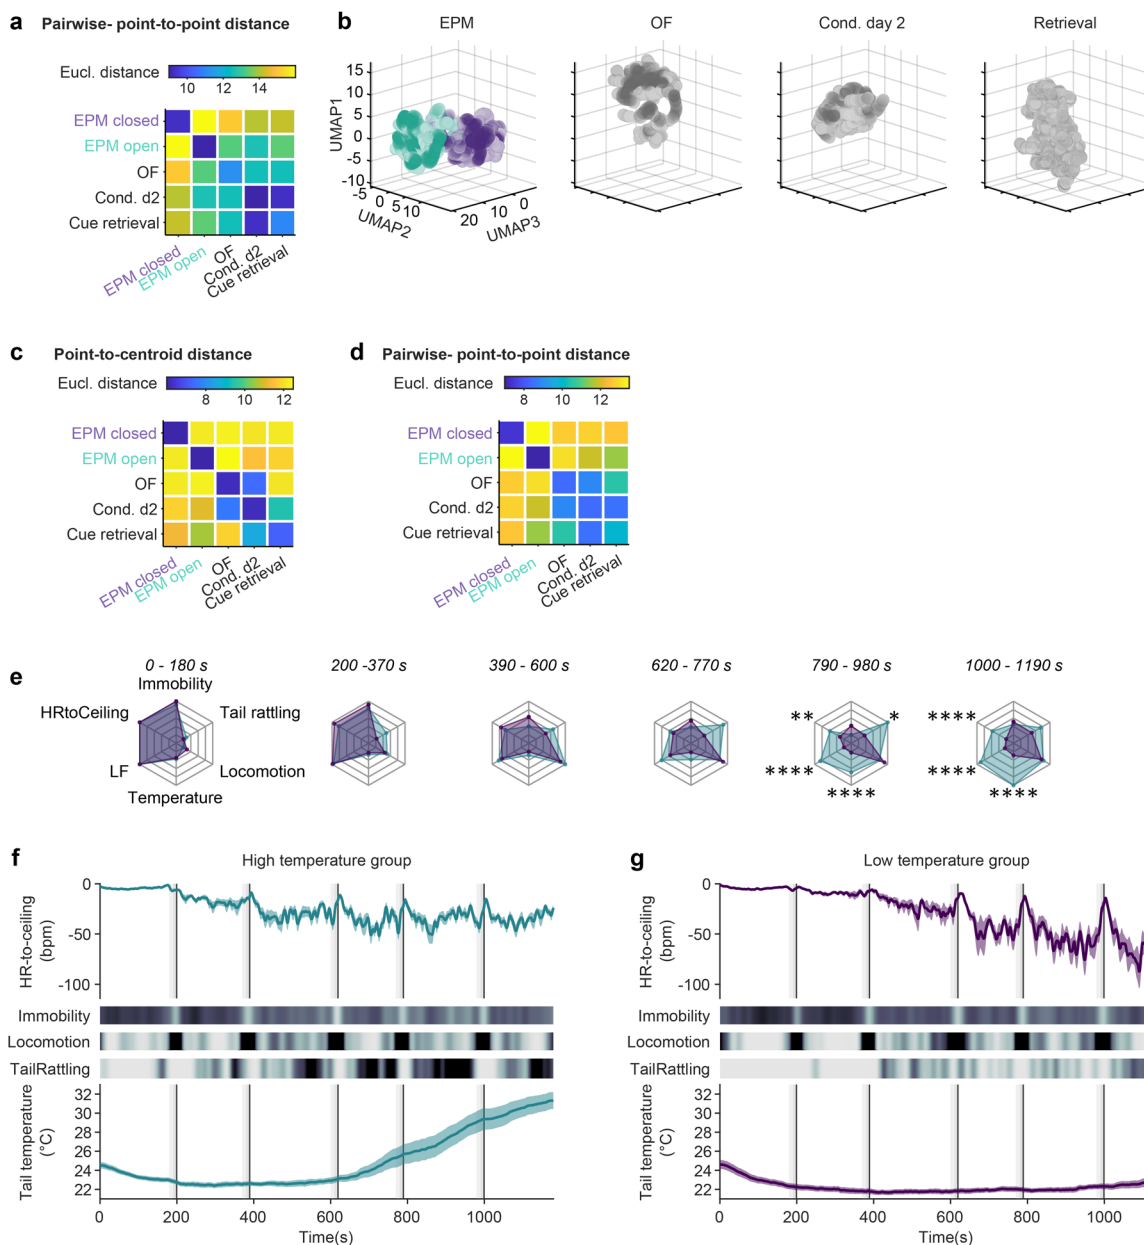 a Pairwise- point-to-point distance
Eucl. distance
10 12 14
EPM closed
EPM open
OF
Cond. d2
Cue retrieval
EPM closed
EPM open
OF
Cond. d2
Cue retrieval
b EPM OF Cond. day 2 Retrieval
UMAP1
15
10
5
0
-5
-10
-5 0 5 10
UMAP2
20 10 0
UMAP3
c Point-to-centroid distance
Eucl. distance
8 10 12
EPM closed
EPM open
OF
Cond. d2
Cue retrieval
EPM closed
EPM open
OF
Cond. d2
Cue retrieval
d Pairwise- point-to-point distance
Eucl. distance
8 10 12
EPM closed
EPM open
OF
Cond. d2
Cue retrieval
EPM closed
EPM open
OF
Cond. d2
Cue retrieval
e 0 - 180 s 200 -370 s 390 - 600 s 620 - 770 s 790 - 980 s 1000 - 1190 s
Immobility
HRtoCeiling Tail rattling
LF Locomotion
Temperature
** *
****
****
****
****
****
f High temperature group
HR-to-ceiling
(bpm)
0
-50
-100
Immobility
Locomotion
TailRattling
Tail temperature
(°C)
32
30
28
26
24
22
0 200 400 600 800 1000
Time(s)
g Low temperature group
HR-to-ceiling
(bpm)
0
-50
-100
Immobility
Locomotion
TailRattling
Tail temperature
(°C)
32
30
28
26
24
22
0 200 400 600 800 1000
Time(s)